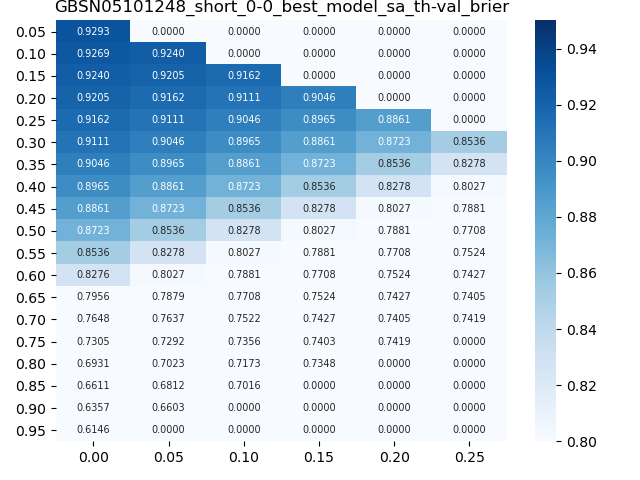 GBSN05101248_short_0-0_best_model_sa_th-val_brier
0.05 0.9293 0.0000 0.0000 0.0000 0.0000 0.0000
0.10 0.9269 0.9240 0.0000 0.0000 0.0000 0.0000
0.15 0.9240 0.9205 0.9162 0.0000 0.0000 0.0000
0.20 0.9205 0.9162 0.9111 0.9046 0.0000 0.0000
0.25 0.9162 0.9111 0.9046 0.8965 0.8861 0.0000
0.30 0.9111 0.9046 0.8965 0.8861 0.8723 0.8536
0.35 0.9046 0.8965 0.8861 0.8723 0.8536 0.8278
0.40 0.8965 0.8861 0.8723 0.8536 0.8278 0.8027
0.45 0.8861 0.8723 0.8536 0.8278 0.8027 0.7881
0.50 0.8723 0.8536 0.8278 0.8027 0.7881 0.7708
0.55 0.8536 0.8278 0.8027 0.7881 0.7708 0.7524
0.60 0.8276 0.8027 0.7881 0.7708 0.7524 0.7427
0.65 0.7956 0.7879 0.7708 0.7524 0.7427 0.7405
0.70 0.7648 0.7637 0.7522 0.7427 0.7405 0.7419
0.75 0.7305 0.7292 0.7356 0.7403 0.7419 0.0000
0.80 0.6931 0.7023 0.7173 0.7348 0.0000 0.0000
0.85 0.6611 0.6812 0.7016 0.0000 0.0000 0.0000
0.90 0.6357 0.6603 0.0000 0.0000 0.0000 0.0000
0.95 0.6146 0.0000 0.0000 0.0000 0.0000 0.0000
0.00 0.05 0.10 0.15 0.20 0.25
0.94
0.92
0.90
0.88
0.86
0.84
0.82
0.80